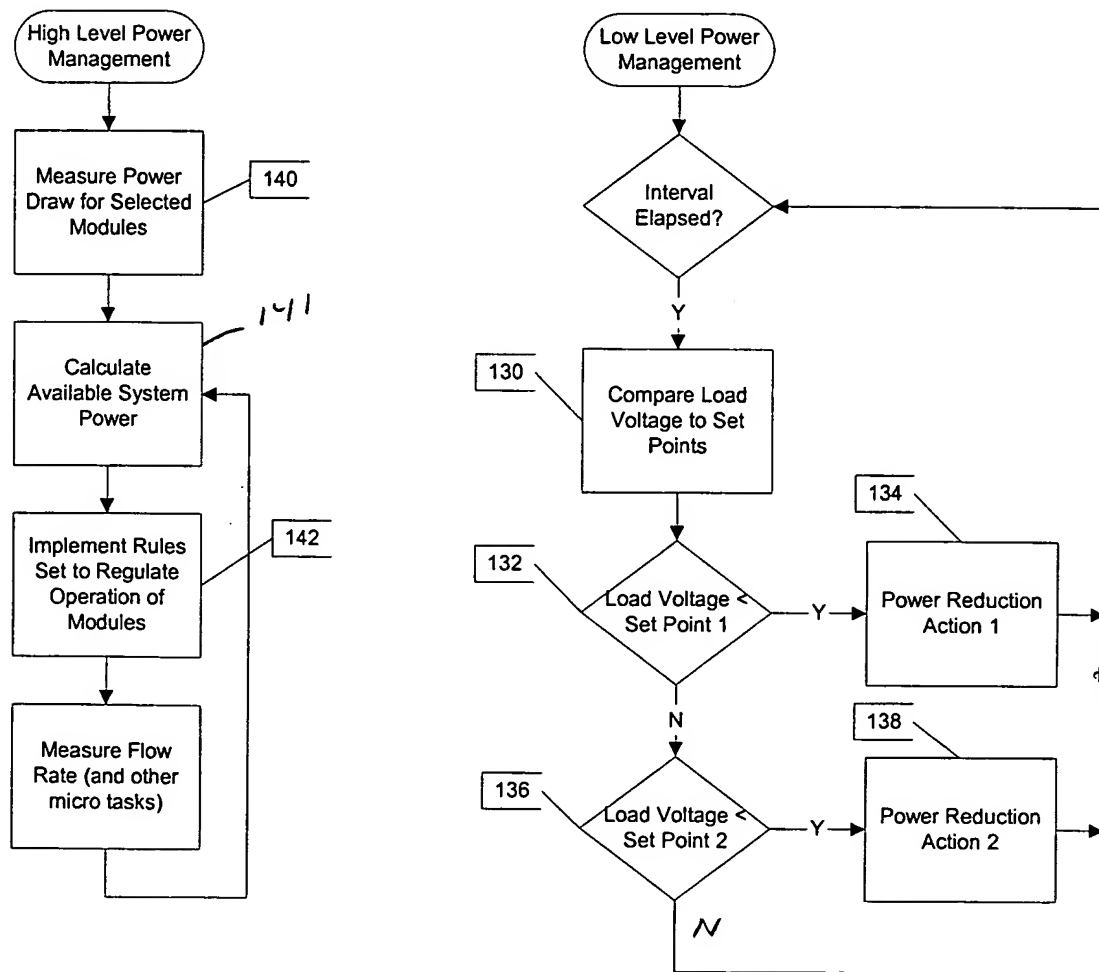 High Level Power
Management
Measure Power
Draw for Selected
Modules
140
Calculate
Available System
Power
141
Implement Rules
Set to Regulate
Operation of
Modules
142
Measure Flow
Rate (and other
micro tasks)
Low Level Power
Management
Interval
Elapsed?
Y
130
Compare Load
Voltage to Set
Points
132
Load Voltage <
Set Point 1
Y
134
Power Reduction
Action 1
N
136
Load Voltage <
Set Point 2
Y
138
Power Reduction
Action 2
N